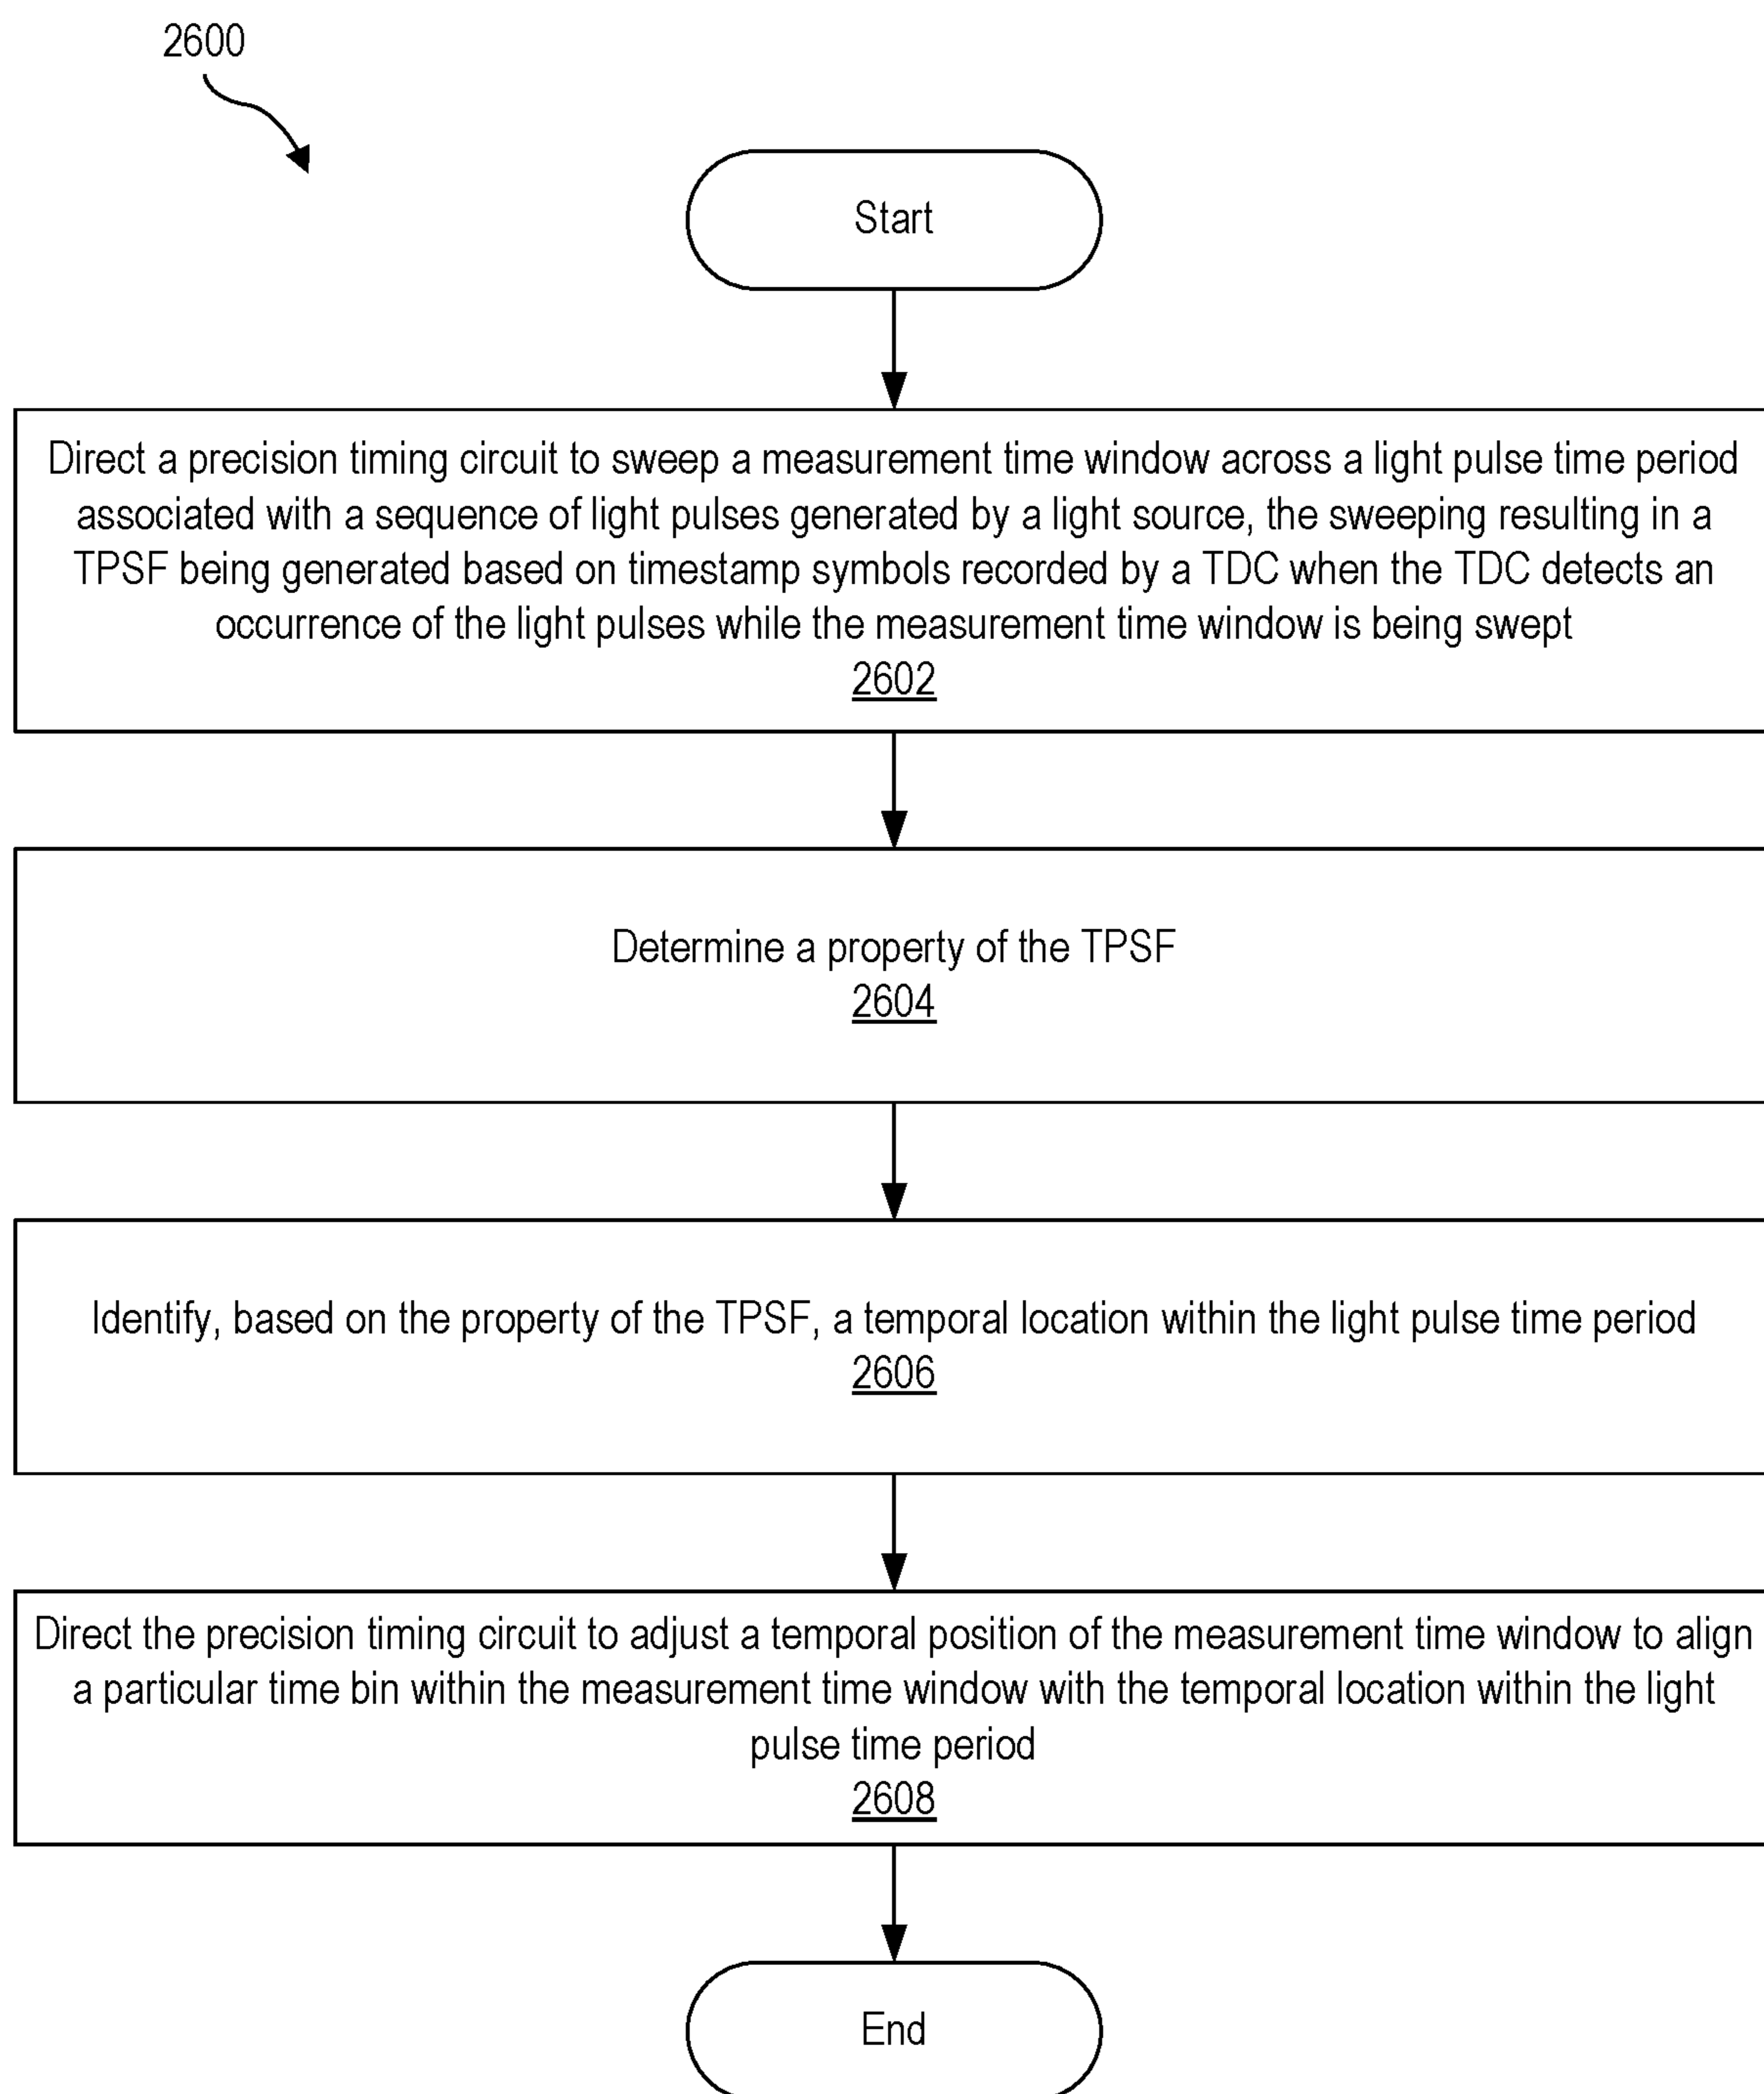 2600
Start
Direct a precision timing circuit to sweep a measurement time window across a light pulse time period
associated with a sequence of light pulses generated by a light source, the sweeping resulting in a
TPSF being generated based on timestamp symbols recorded by a TDC when the TDC detects an
occurrence of the light pulses while the measurement time window is being swept
2602
Determine a property of the TPSF
2604
Identify, based on the property of the TPSF, a temporal location within the light pulse time period
2606
Direct the precision timing circuit to adjust a temporal position of the measurement time window to align
a particular time bin within the measurement time window with the temporal location within the light
pulse time period
2608
End